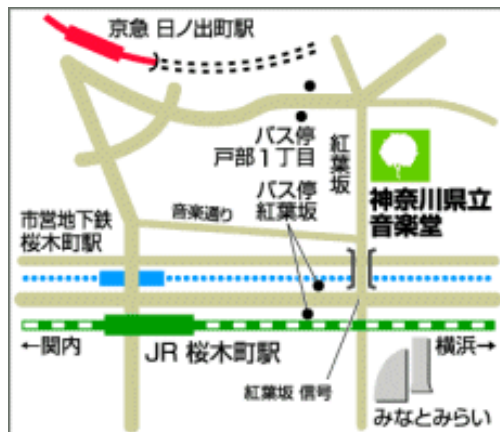 京急 日ノ出町駅
バス停
戸部1丁目
紅葉坂
神奈川県立
音楽堂
バス停
紅葉坂
音楽通り
市営地下鉄
桜木町駅
←関内
JR 桜木町駅
横浜→
紅葉坂 信号
みなとみらい